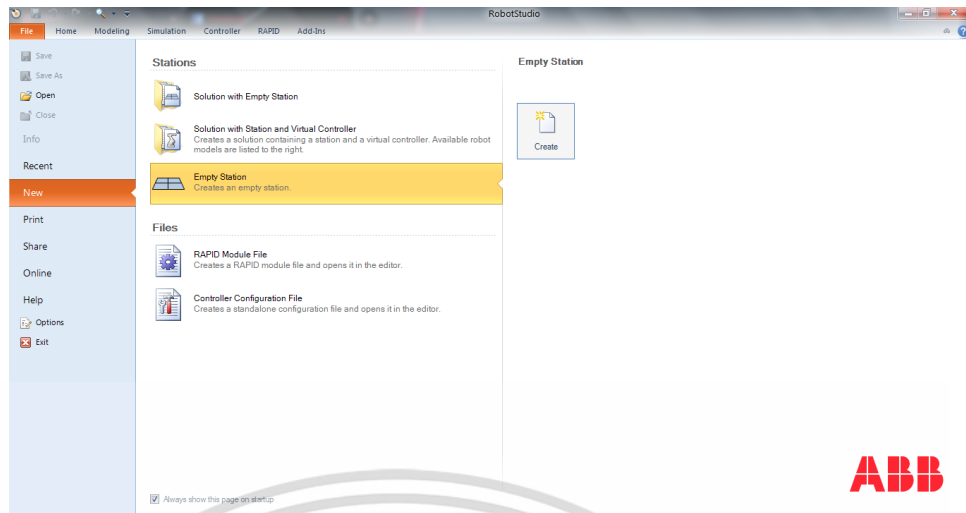 RobotStudio
File Home Modeling Simulation Controller RAPID Add-Ins
Save
Save As
Open
Close
Info
Recent
New
Print
Share
Online
Help
Options
Exit
Stations
Solution with Empty Station
Solution with Station and Virtual Controller
Creates a solution containing a station and a virtual controller. Available robot
models are listed to the right.
Empty Station
Creates an empty station.
Files
RAPID Module File
Creates a RAPID module file and opens it in the editor.
Controller Configuration File
Creates a standalone configuration file and opens it in the editor.
Always show this page on startup
Empty Station
Create
ABB